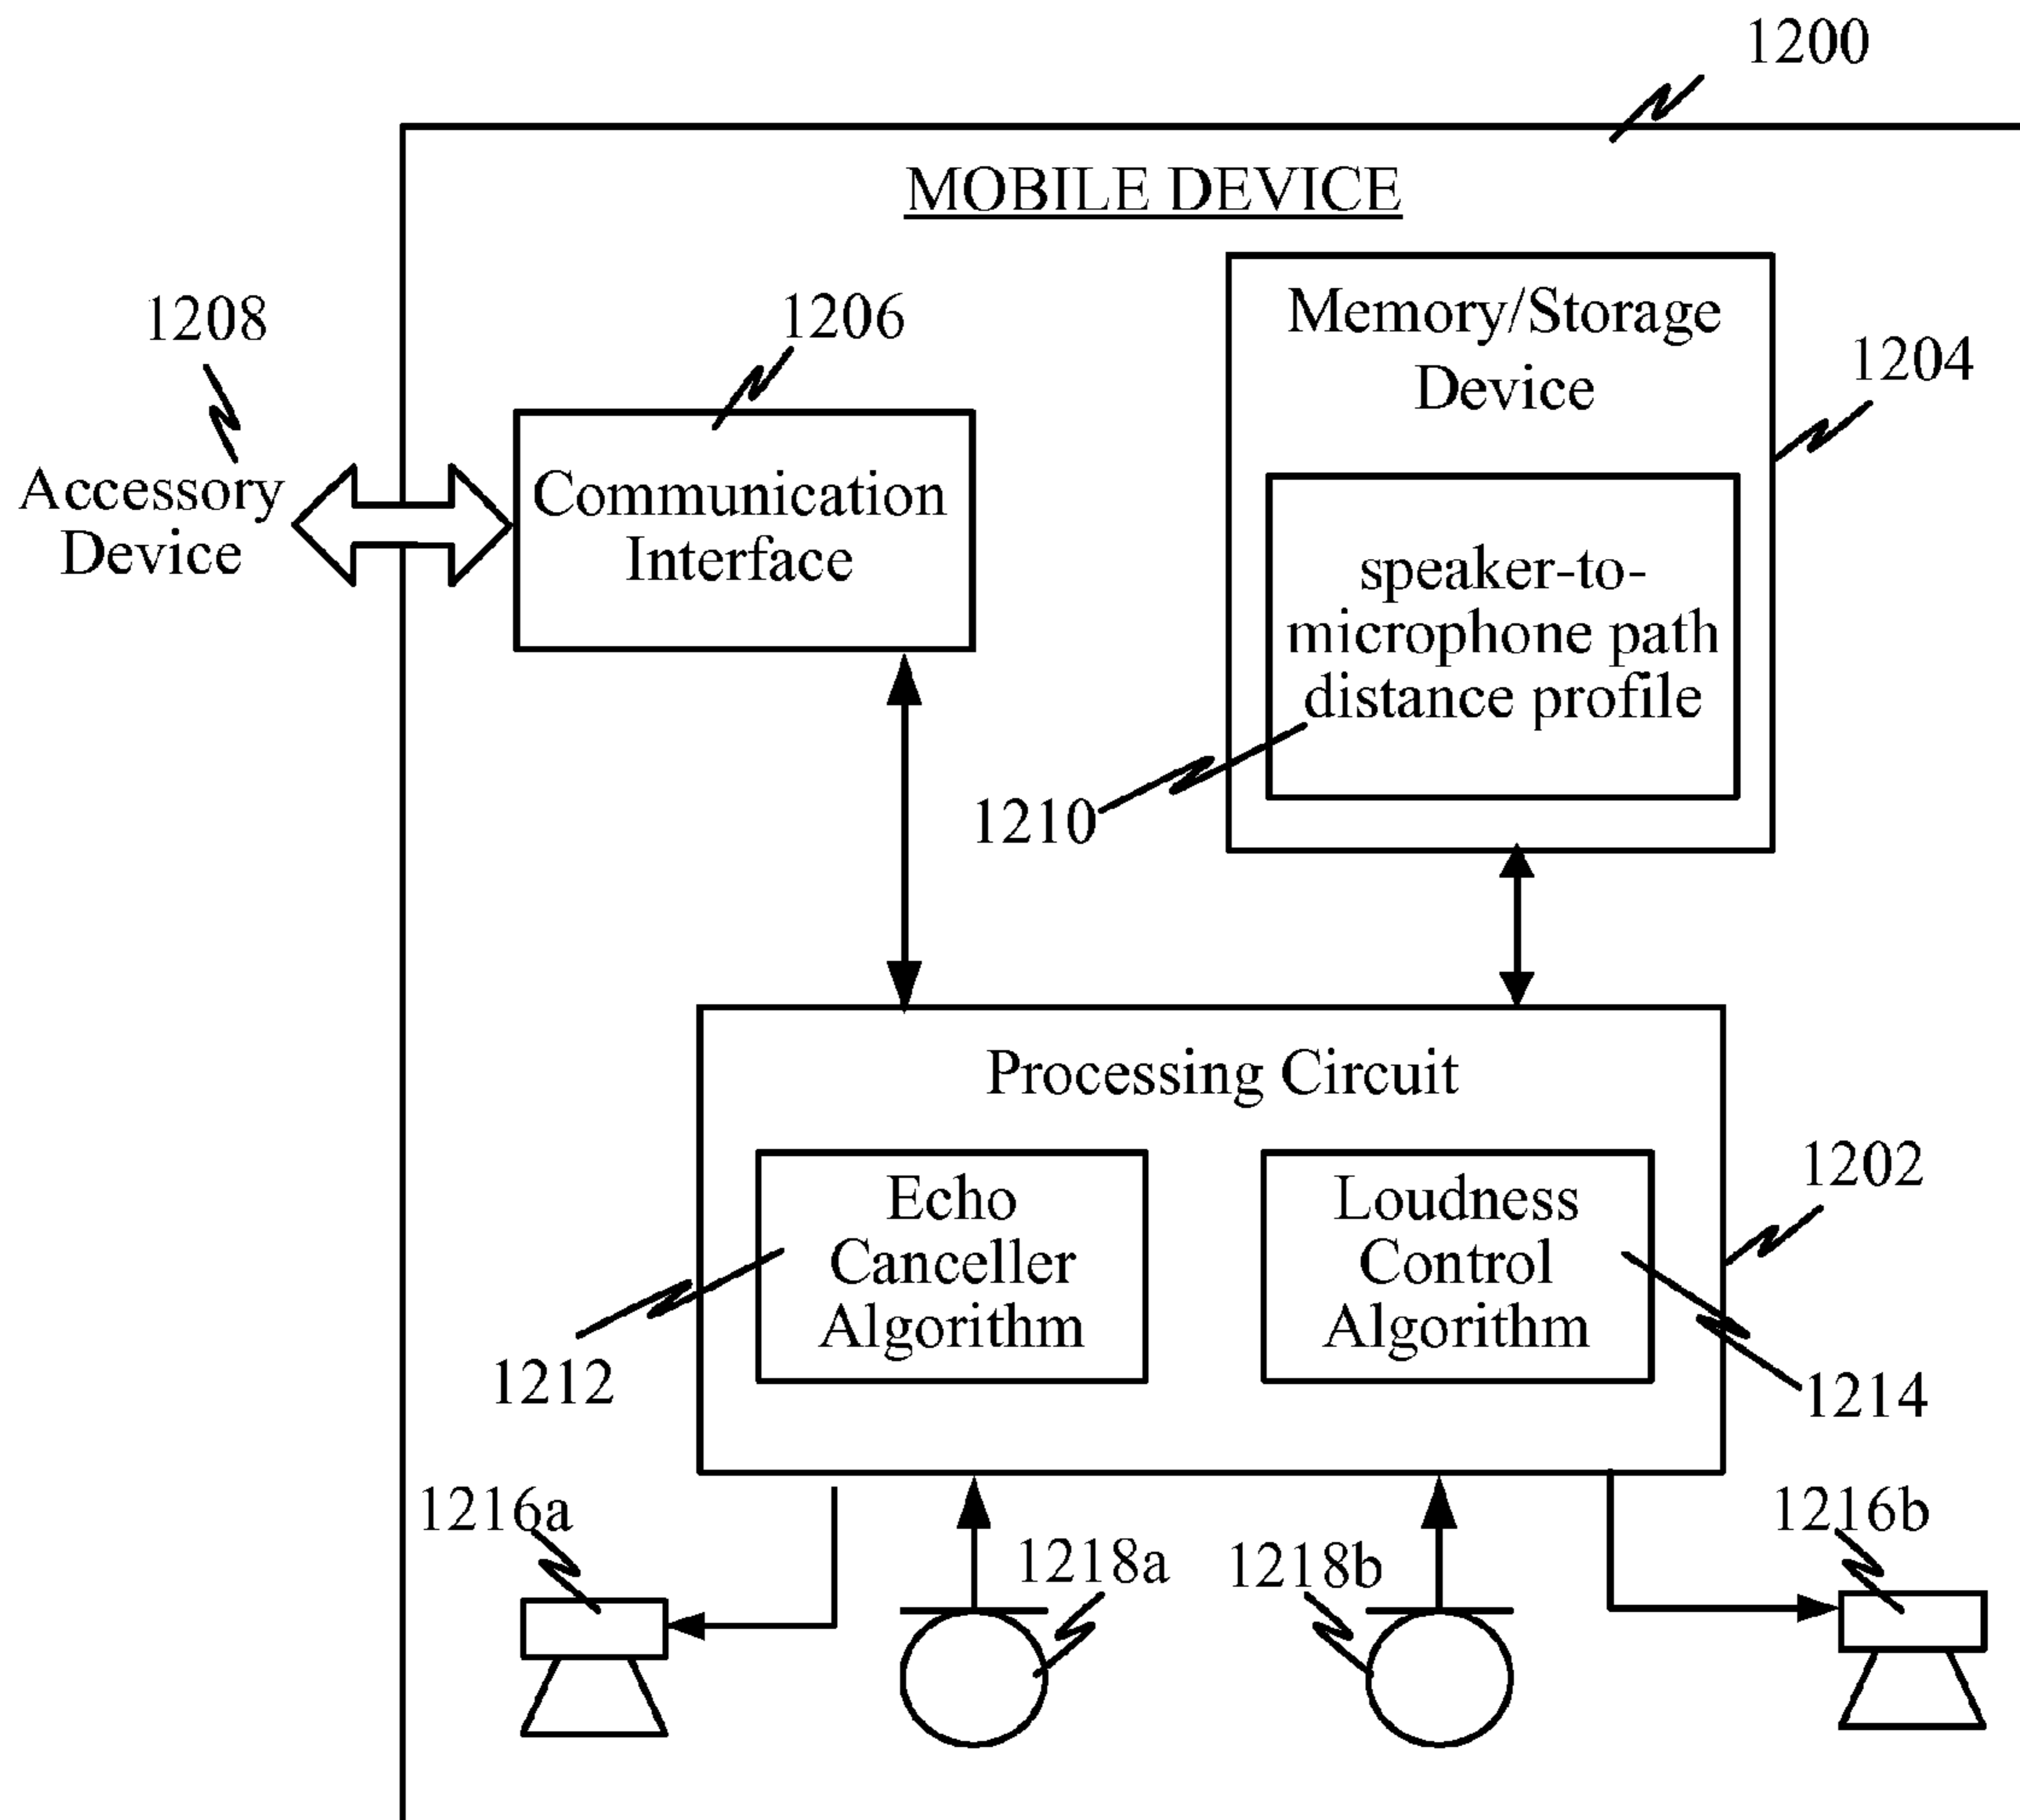 1200
MOBILE DEVICE
1208
1206
Memory/Storage
Device
1204
Accessory
Device
Communication
Interface
speaker-to-
microphone path
distance profile
1210
Processing Circuit
1202
Echo
Canceller
Algorithm
Loudness
Control
Algorithm
1212
1214
1216a
1218a
1218b
1216b